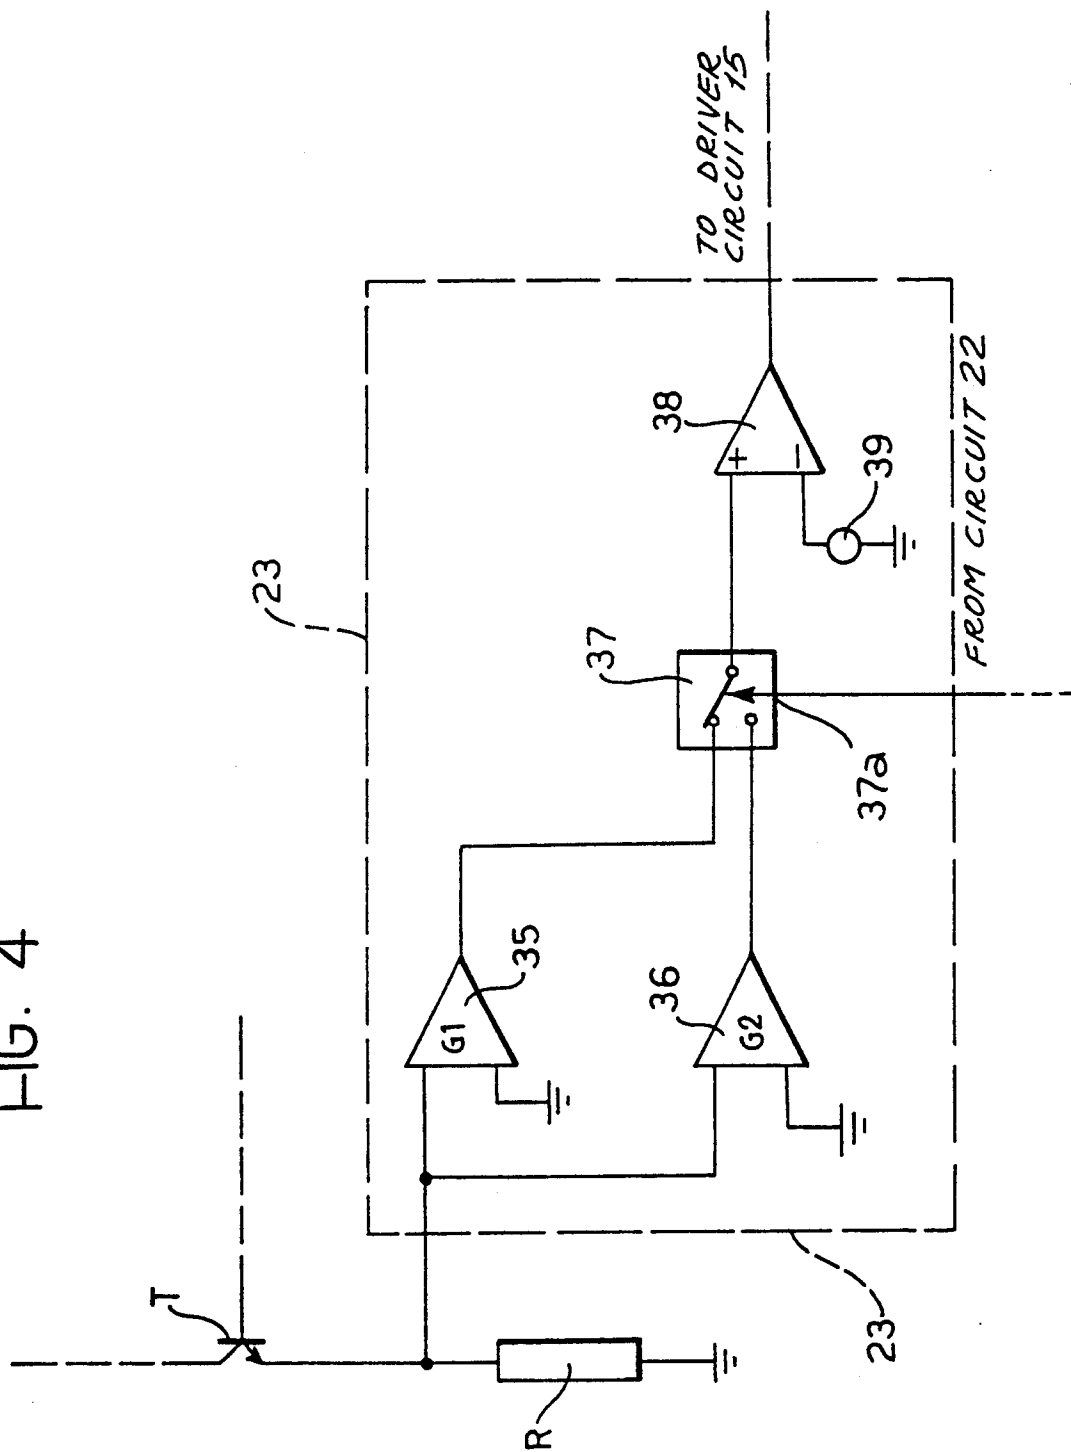 FIG. 4
T
R
23
G1
35
36
G2
37
37a
38
+
−
39
TO DRIVER
CIRCUIT 15
FROM CIRCUIT 22
23